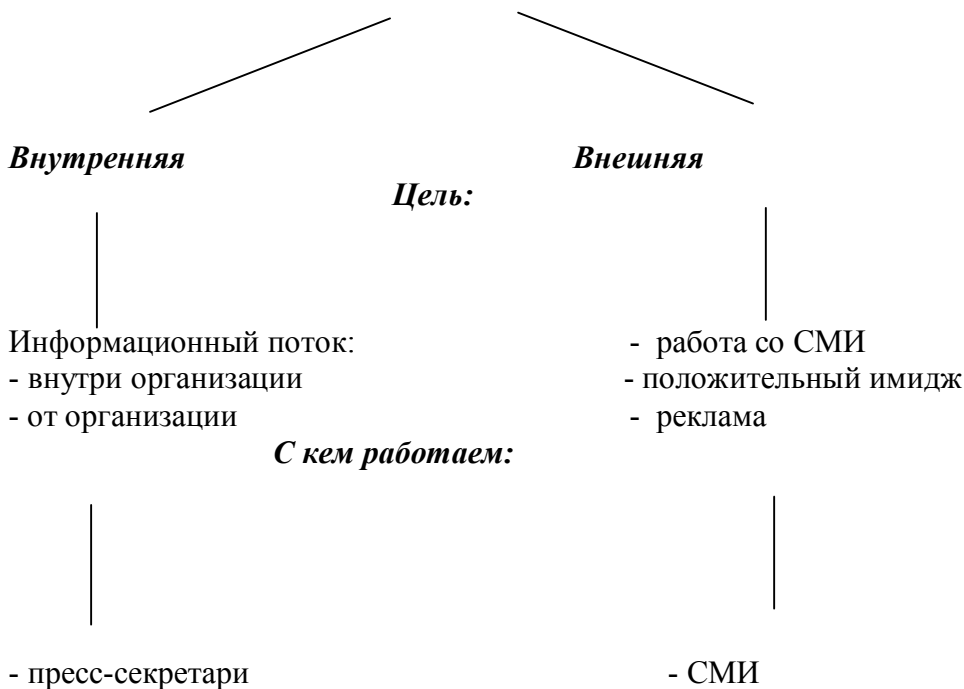 Внутренняя Внешняя
Цель:
Информационный поток: - работа со СМИ
- внутри организации - положительный имидж
- от организации - реклама
С кем работаем:
- пресс-секретари - СМИ